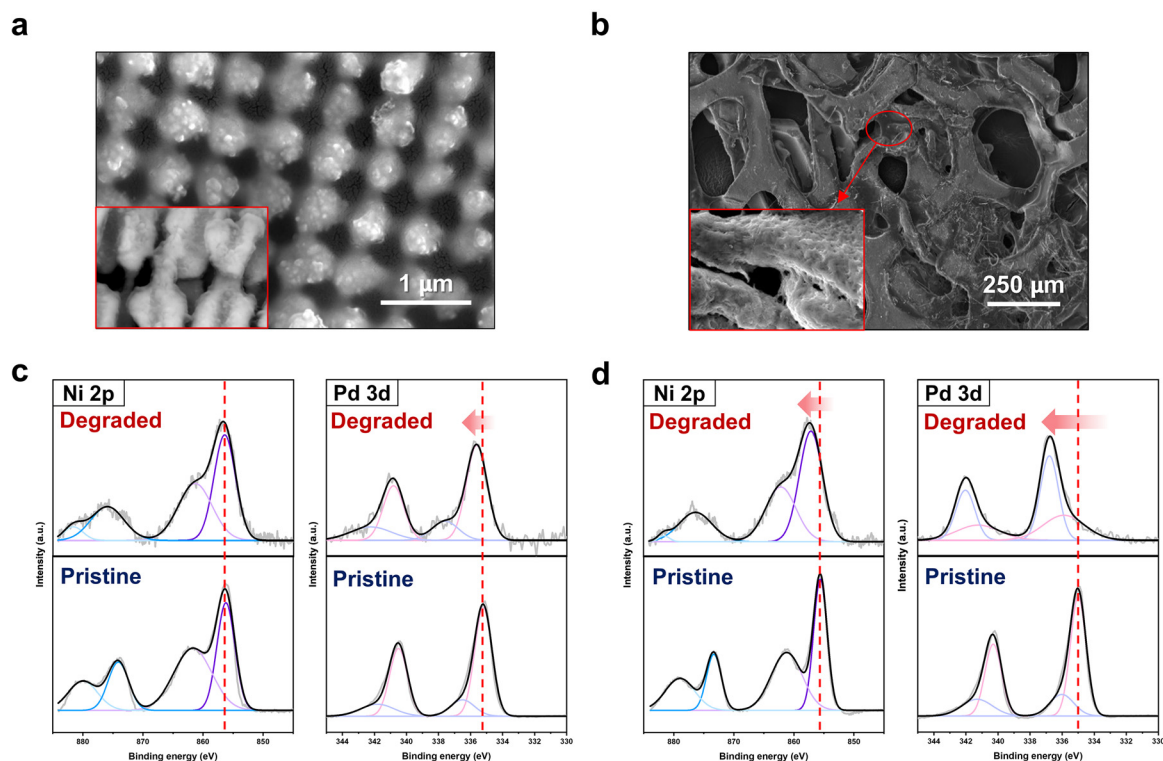 a
b
1 μm
250 μm
c
Ni 2p
Degraded
Pristine
Intensity (a.u.)
880
870
860
850
Binding energy (eV)
Pd 3d
Degraded
Pristine
344
342
340
338
336
334
332
330
Binding energy (eV)
d
Ni 2p
Degraded
Pristine
Intensity (a.u.)
880
870
860
850
Binding energy (eV)
Pd 3d
Degraded
Pristine
344
342
340
338
336
334
332
330
Binding energy (eV)